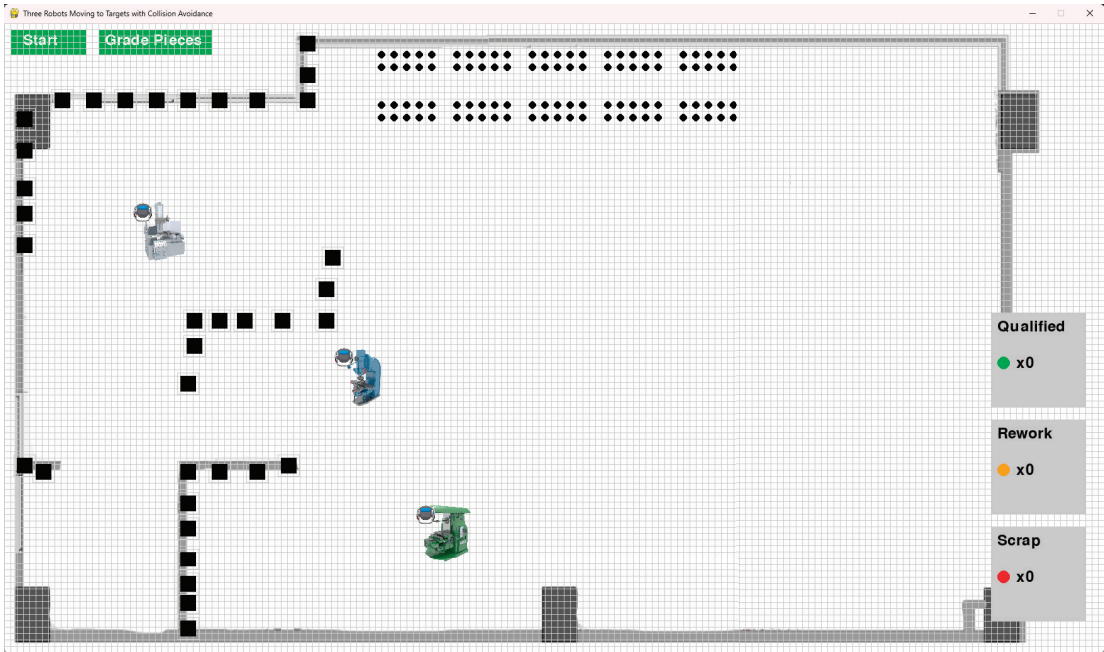 Three Robots Moving to Targets with Collision Avoidance
Start
Grade Pieces
Qualified
x0
Rework
x0
Scrap
x0